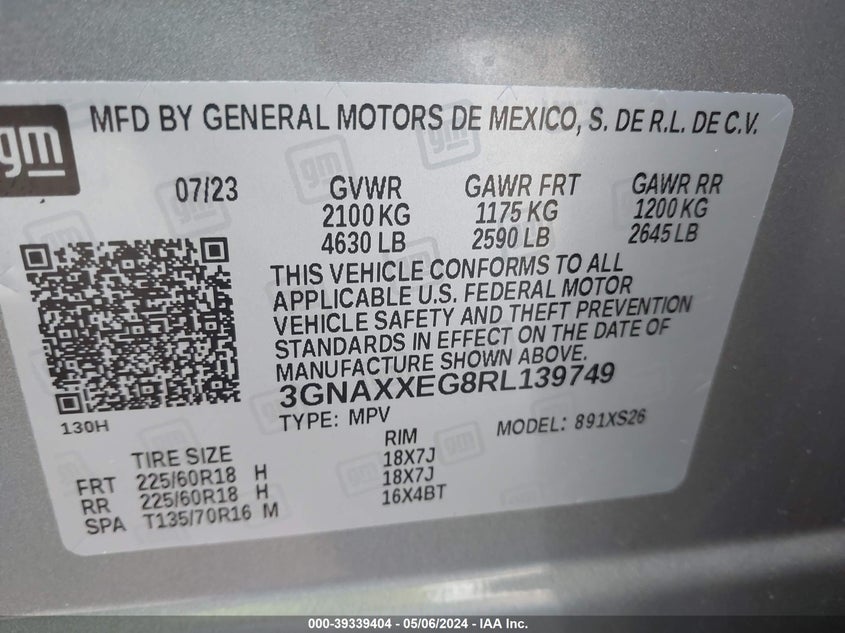 gm
MFD BY GENERAL MOTORS DE MEXICO, S. DE R.L. DE C.V.
07/23 GVWR GAWR FRT GAWR RR
2100 KG 1175 KG 1200 KG
4630 LB 2590 LB 2645 LB
THIS VEHICLE CONFORMS TO ALL
APPLICABLE U.S. FEDERAL MOTOR
VEHICLE SAFETY AND THEFT PREVENTION
STANDARDS IN EFFECT ON THE DATE OF
MANUFACTURE SHOWN ABOVE.
3GNAXXEG8RL139749
130H
TYPE: MPV MODEL: 891XS26
TIRE SIZE RIM
FRT 225/60R18 H 18X7J
RR 225/60R18 H 18X7J
SPA T135/70R16 M 16X4BT
000-39339404 - 05/06/2024 - IAA Inc.